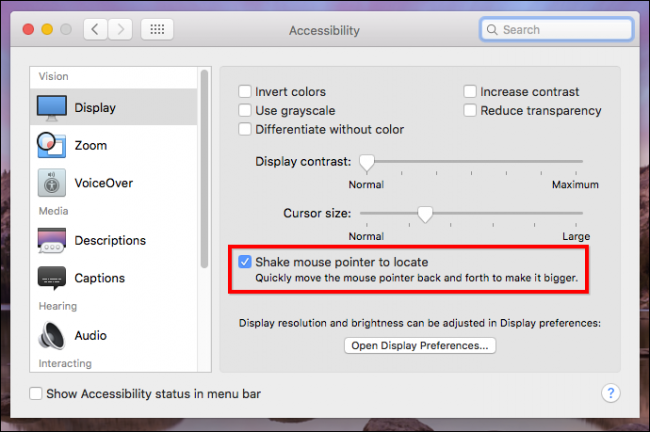 Accessibility
Search
Vision
Display
Zoom
VoiceOver
Media
Descriptions
Captions
Hearing
Audio
Interacting
Invert colors
Increase contrast
Use grayscale
Reduce transparency
Differentiate without color
Display contrast:
Normal Maximum
Cursor size:
Normal Large
Shake mouse pointer to locate
Quickly move the mouse pointer back and forth to make it bigger.
Display resolution and brightness can be adjusted in Display preferences:
Open Display Preferences...
Show Accessibility status in menu bar
?